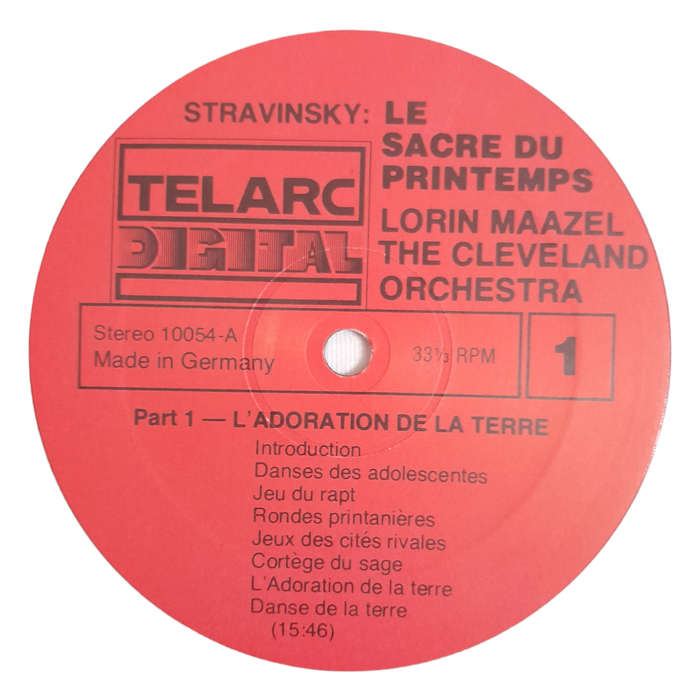 STRAVINSKY: LE
SACRE DU
PRINTEMPS
TELARC
DIGITAL
LORIN MAAZEL
THE CLEVELAND
ORCHESTRA
Stereo 10054-A
Made in Germany
33⅓ RPM
1
Part 1 — L'ADORATION DE LA TERRE
Introduction
Danses des adolescentes
Jeu du rapt
Rondes printanières
Jeux des cités rivales
Cortège du sage
L'Adoration de la terre
Danse de la terre
(15:46)